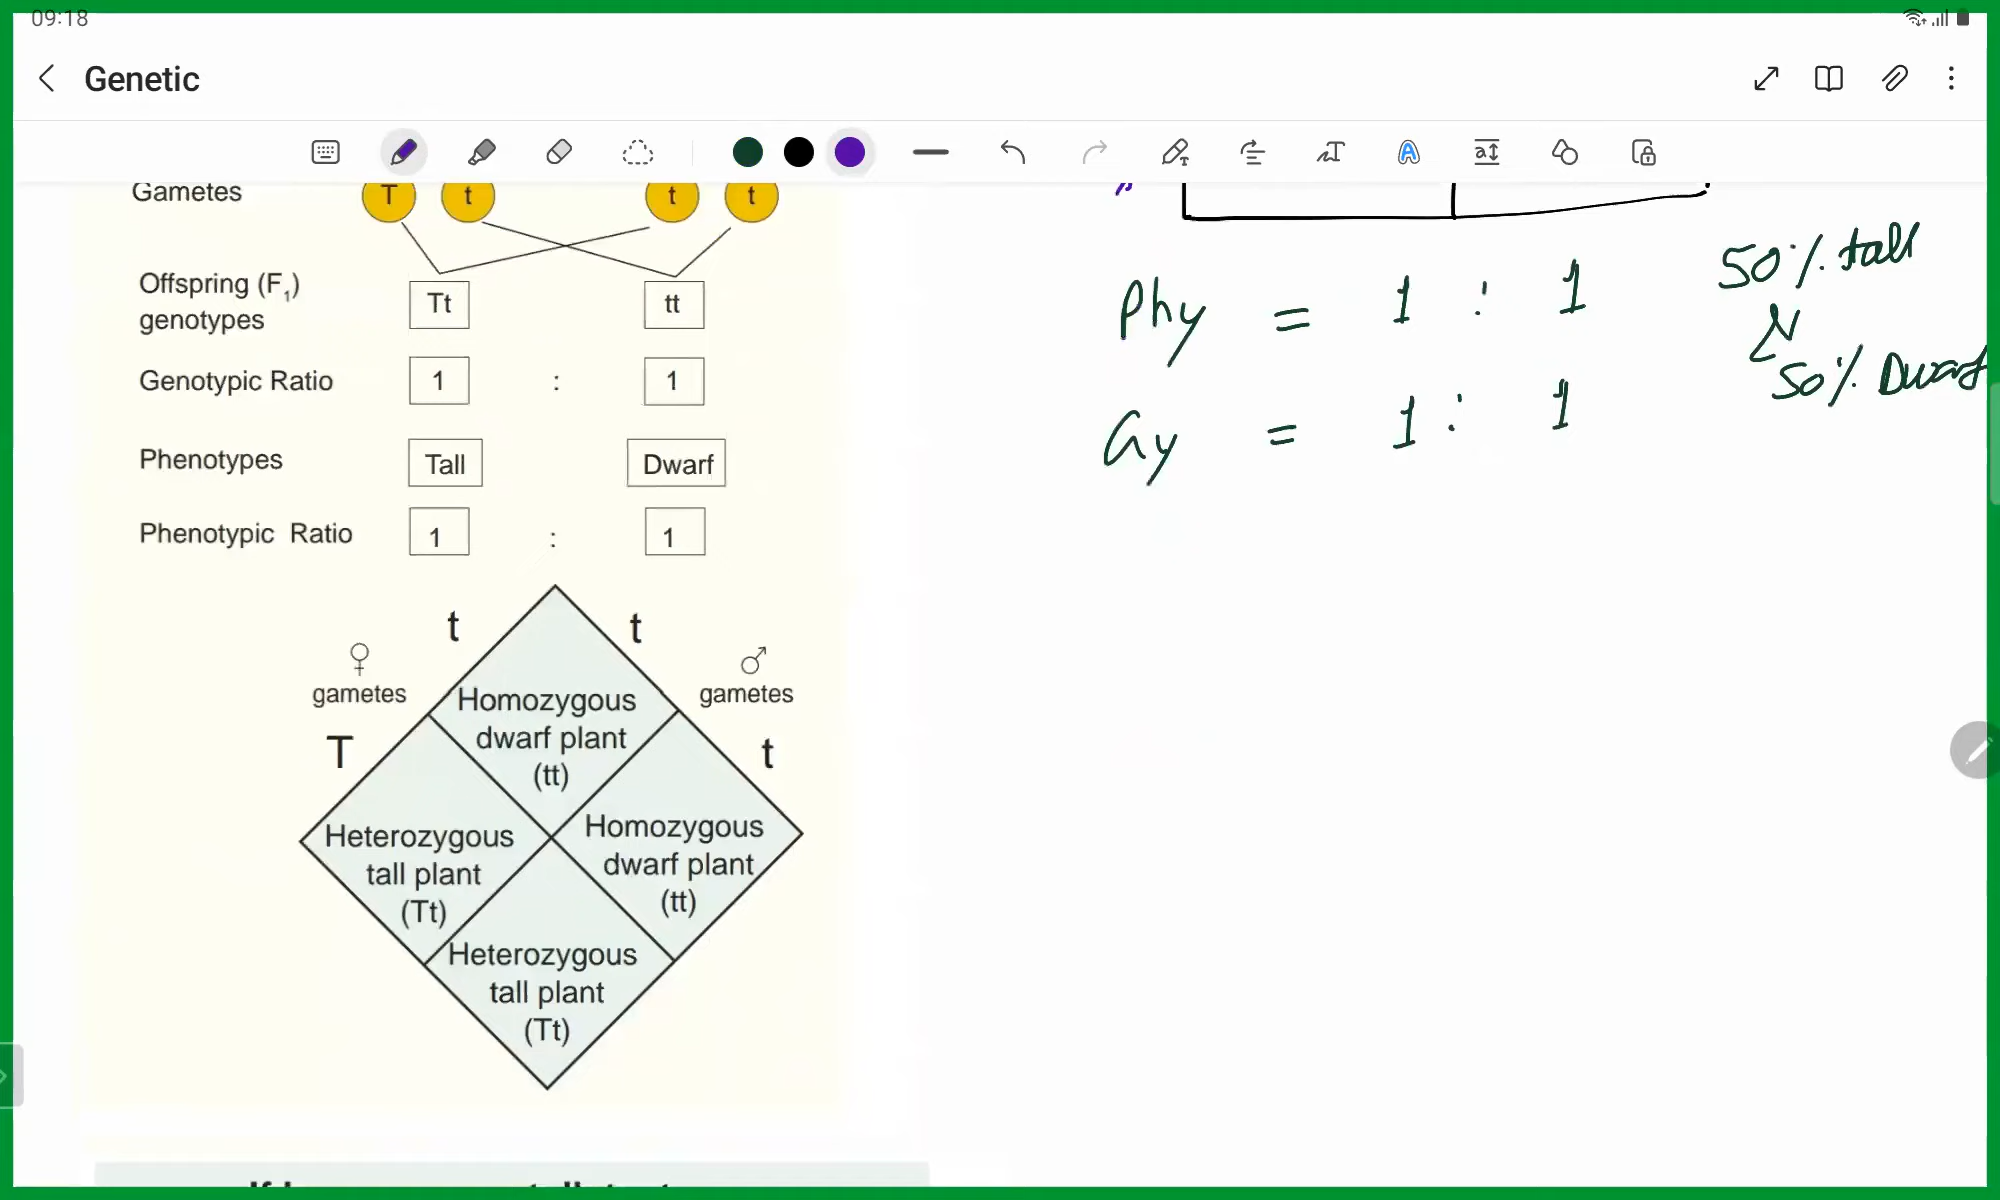 09:18
Genetic
Gametes T t t t
Offspring (F1) genotypes Tt tt
Genotypic Ratio 1 : 1
Phenotypes Tall Dwarf
Phenotypic Ratio 1 : 1
t t
♀ gametes
♂ gametes
T t
Homozygous
dwarf plant
(tt)
Heterozygous
tall plant
(Tt)
Homozygous
dwarf plant
(tt)
Heterozygous
tall plant
(Tt)
Phy = 1 : 1
Gy = 1 : 1
50% tall
50% Dwarf